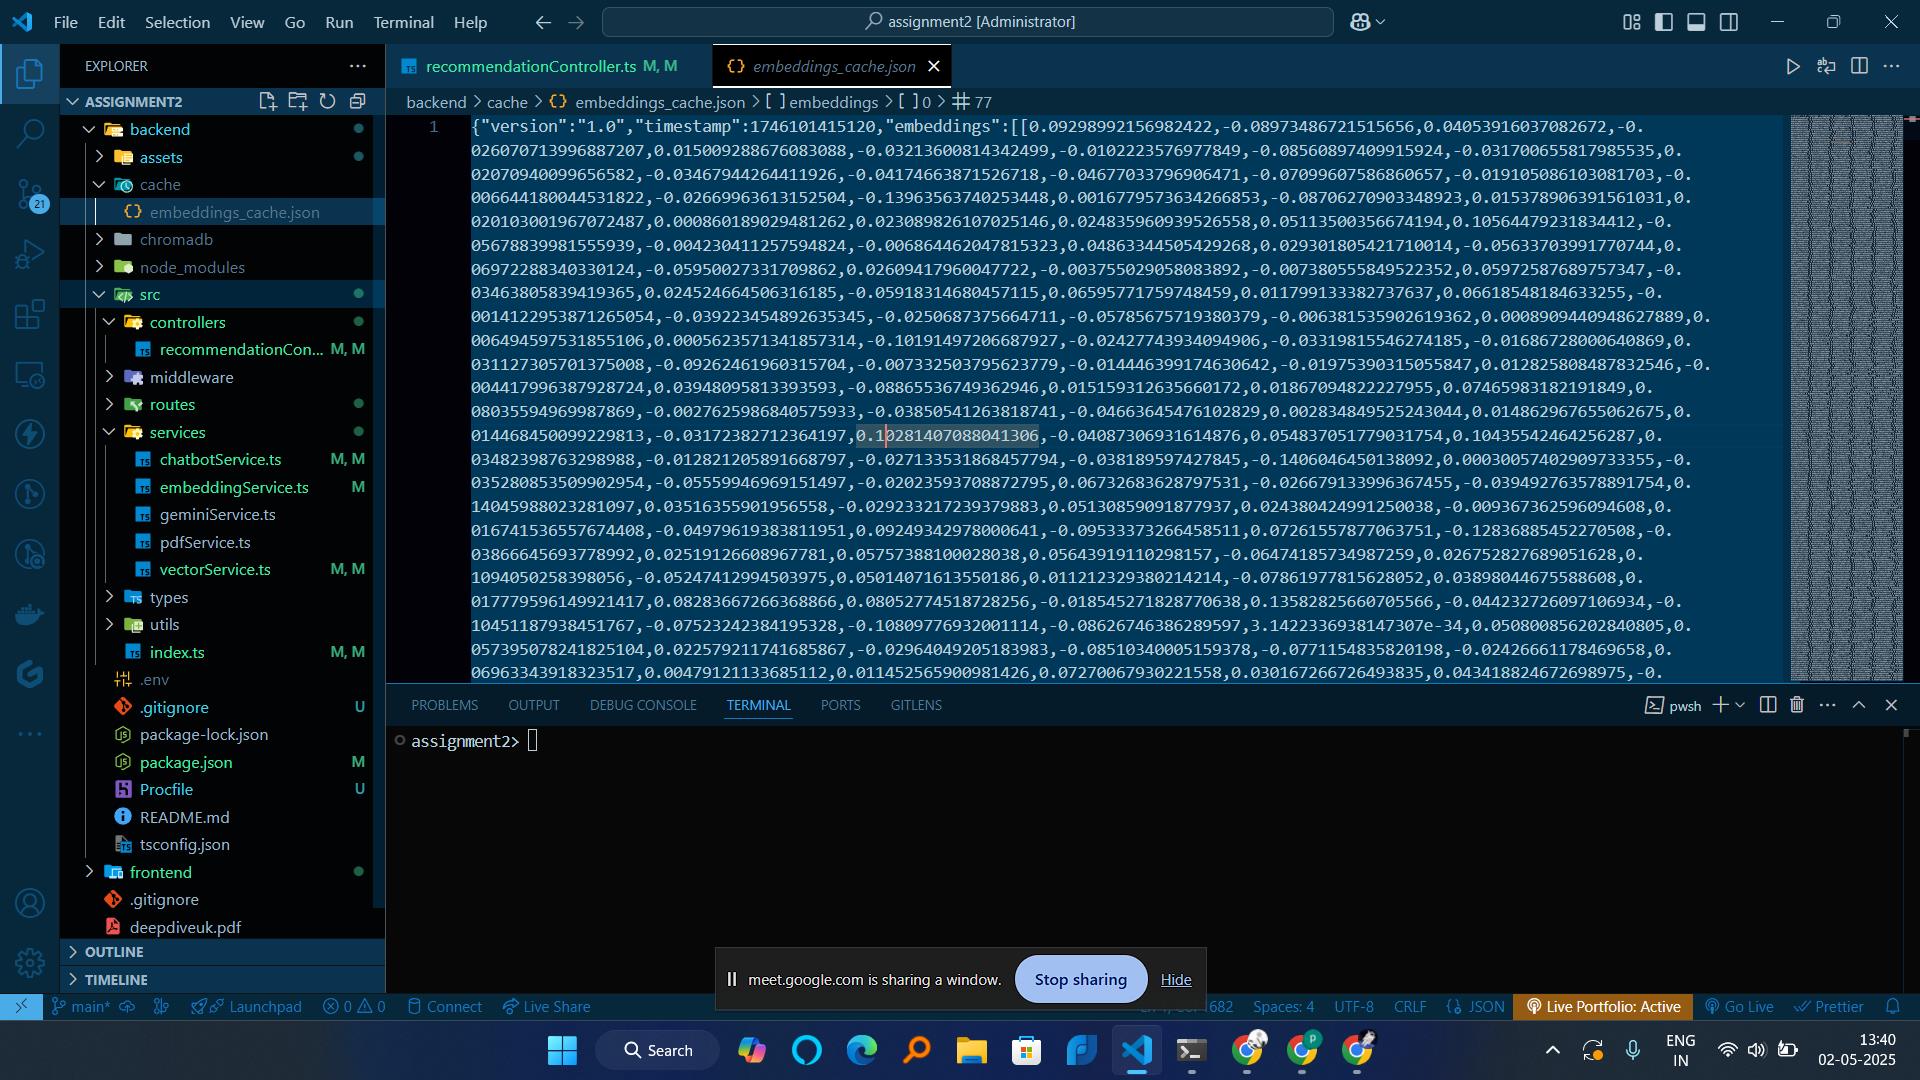 File Edit Selection View Go Run Terminal Help
assignment2 [Administrator]
EXPLORER
recommendationController.ts M, M
embeddings_cache.json
ASSIGNMENT2
backend > cache > {} embeddings_cache.json > [ ] embeddings > [ ] 0 > # 77
backend
assets
cache
embeddings_cache.json
chromadb
node_modules
src
controllers
recommendationCon... M, M
middleware
routes
services
chatbotService.ts M, M
embeddingService.ts M
geminiService.ts
pdfService.ts
vectorService.ts M, M
types
utils
index.ts M, M
.env
.gitignore U
package-lock.json
package.json M
Procfile U
README.md
tsconfig.json
frontend
.gitignore
deepdiveuk.pdf
OUTLINE
TIMELINE
1
{"version":"1.0","timestamp":1746101415120,"embeddings":[[0.09298992156982422,-0.08973486721515656,0.04053916037082672,-0.
026070713996887207,0.015009288676083088,-0.03213600814342499,-0.0102223576977849,-0.08560897409915924,-0.031700655817985535,0.
02070940099656582,-0.03467944264411926,-0.04174663871526718,-0.04677033796906471,-0.07099607586860657,-0.019105086103081703,-0.
006644180044531822,-0.0266996361315250​4,-0.13963563740253448,0.0016779573634266853,-0.08706270903348923,0.015378906391561031,0.
020103001967072487,0.000860189029481262,0.023089826107025146,0.024835960939526558,0.05113500356674194,0.10564479231834412,-0.
05678839981555939,-0.004230411257594824,-0.006864462047815323,0.04863344505429268,0.029301805421710014,-0.05633703991770744,0.
06972288340330124,-0.05950027331709862,0.02609417960047722,-0.003755029058083892,-0.007380555849522352,0.05972587689757347,-0.
03463805839419365,0.024524664506316185,-0.05918314680457115,0.06595771759748459,0.011799133382737637,0.06618548184633255,-0.
0014122953871265054,-0.039223454892635345,-0.0250687375664711,-0.05785675719380379,-0.006381535902619362,0.0008909440948627889,0.
006494597531855106,0.0005623571341857314,-0.10191497206687927,-0.02427743934094906,-0.03319815546274185,-0.01686728000640869,0.
031127305701375008,-0.09262461960315704,-0.007332503795623779,-0.014446399174630642,-0.01975390315055847,0.012825808487832546,-0.
004417996387928724,0.03948095813393593,-0.08865536749362946,0.015159312635660172,0.01867094822227955,0.07465983182191849,0.
08035594969987869,-0.0027625986840575933,-0.03850541263818741,-0.04663645476102829,0.002834849525243044,0.014862967655062675,0.
014468450099229813,-0.03172382712364197,0.10281407088041306,-0.04087306931614876,0.054837051779031754,0.10435542464256287,0.
03482398763298988,-0.012821205891668797,-0.027133531868457794,-0.038189597427845,-0.1406046450138092,0.00030057402909733355,-0.
035280853509902954,-0.05559946969151497,-0.02023593708872795,0.06732683628797531,-0.026679133996367455,-0.039492763578891754,0.
14045988023281097,0.03516355901956558,-0.029233217239379883,0.05130859091877937,0.024380424991250038,-0.009367362596094608,0.
016741536557674408,-0.04979619383811951,0.09249342978000641,-0.09533373266458511,0.07261557877063751,-0.12836885452270508,-0.
03866645693778992,0.02519126608967781,0.05757388100028038,0.05643919110298157,-0.06474185734987259,0.026752827689051628,0.
1094050258398056,-0.05247412994503975,0.05014071613550186,0.011212329380214214,-0.07861977815628052,0.03898044675588608,0.
017779596149921417,0.08283667266368866,0.08052774518728256,-0.018545271828770638,0.13582825660705566,-0.044232726097106934,-0.
10451187938451767,-0.07523242384195328,-0.10809776932001114,-0.08626746386289597,3.1422336938147307e-34,0.050800856202840805,0.
057395078241825104,0.022579211741685867,-0.02964049205183983,-0.08510340005159378,-0.0771154835820198,-0.02426661178469658,0.
06963343918323517,0.00479121133685112,0.011452565900981426,0.07270067930221558,0.03016726672649383​5,0.043418824672698975,-0.
PROBLEMS OUTPUT DEBUG CONSOLE TERMINAL PORTS GITLENS
pwsh
assignment2>
meet.google.com is sharing a window. Stop sharing Hide
main* Launchpad 0 0 Connect Live Share
Spaces: 4 UTF-8 CRLF {} JSON Live Portfolio: Active Go Live Prettier
21
Search
ENG
IN
13:40
02-05-2025